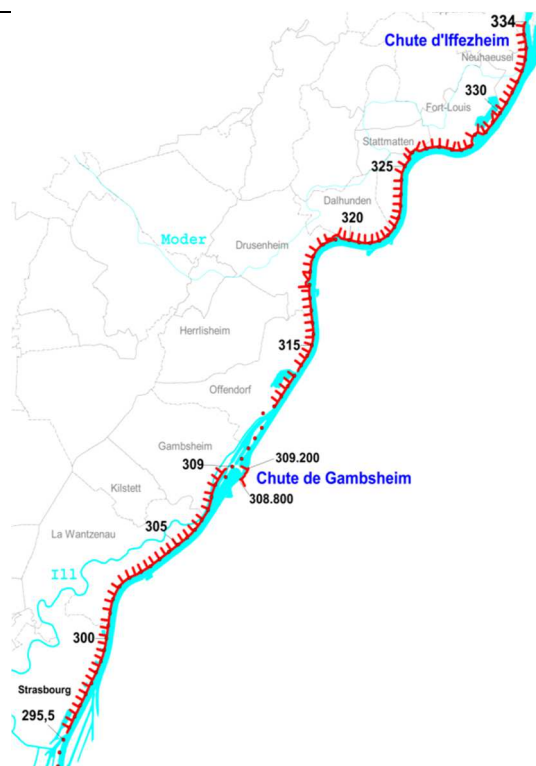 334
Chute d'Iffezheim
Neuhaeusel
330
Fort-Louis
Stattmatten
325
Dalhunden
320
Moder
Drusenheim
Herrlisheim
315
Offendorf
Gambsheim
309
309.200
Chute de Gambsheim
Kilstett
308.800
305
La Wantzenau
Ill
300
Strasbourg
295,5